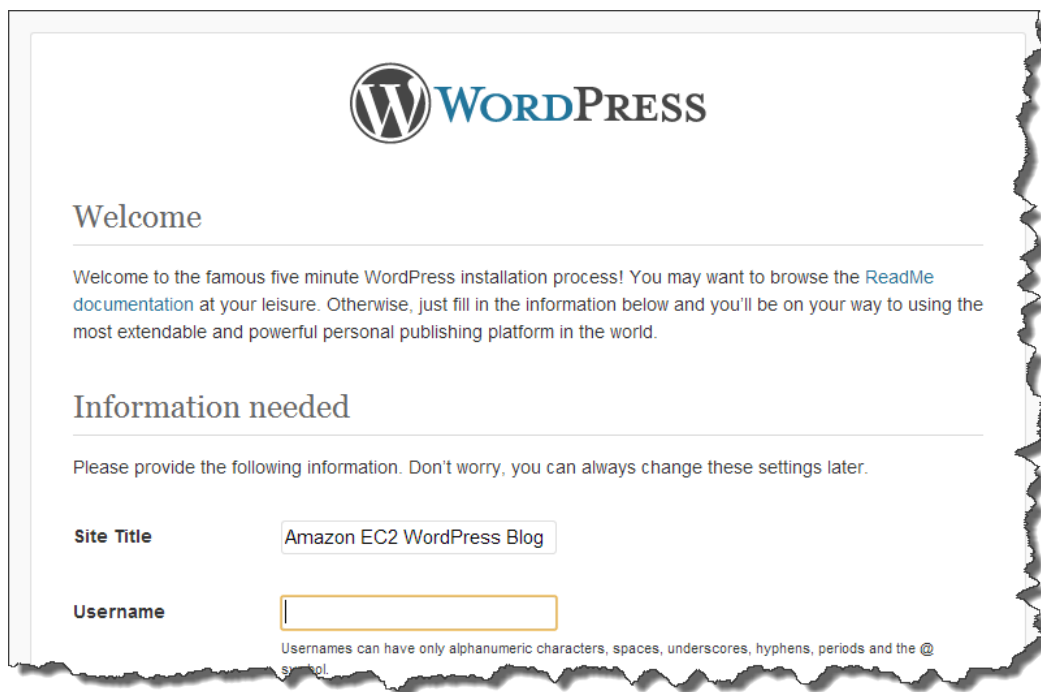 WORDPRESS
Welcome
Welcome to the famous five minute WordPress installation process! You may want to browse the ReadMe
documentation at your leisure. Otherwise, just fill in the information below and you'll be on your way to using the
most extendable and powerful personal publishing platform in the world.
Information needed
Please provide the following information. Don't worry, you can always change these settings later.
Site Title
Amazon EC2 WordPress Blog
Username
Usernames can have only alphanumeric characters, spaces, underscores, hyphens, periods and the @
symbol.